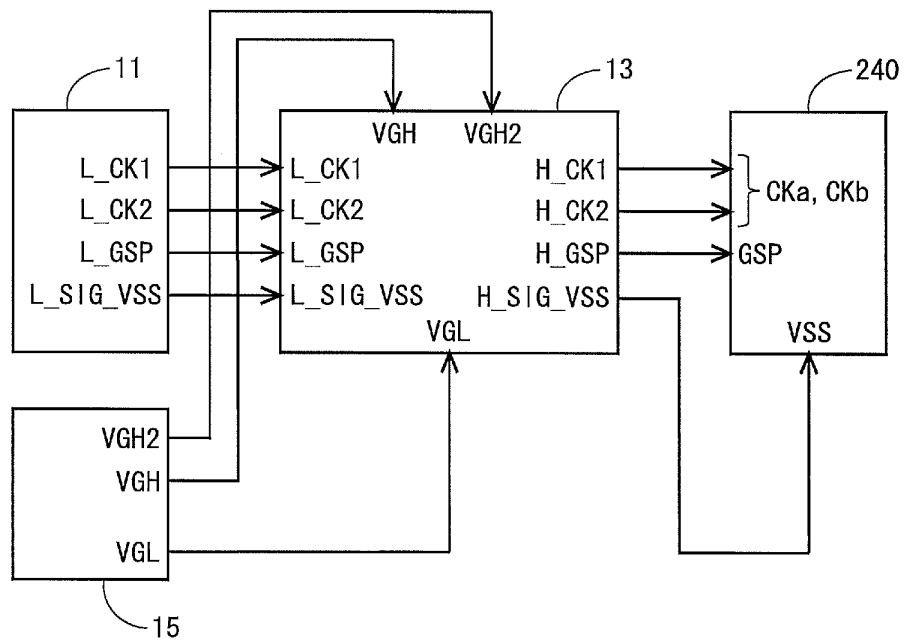 11
L_CK1
L_CK2
L_GSP
L_SIG_VSS
13
VGH
VGH2
L_CK1
L_CK2
L_GSP
L_SIG_VSS
H_CK1
H_CK2
H_GSP
H_SIG_VSS
VGL
240
CKa, CKb
GSP
VSS
VGH2
VGH
VGL
15